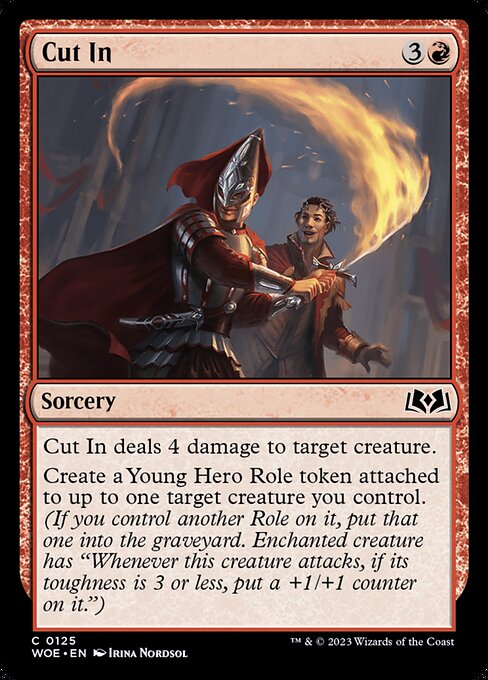 Cut In 3
Sorcery
Cut In deals 4 damage to target creature.
Create a Young Hero Role token attached
to up to one target creature you control.
(If you control another Role on it, put that
one into the graveyard. Enchanted creature
has “Whenever this creature attacks, if its
toughness is 3 or less, put a +1/+1 counter
on it.”)
C 0125 ™ & © 2023 Wizards of the Coast
WOE • EN Irina Nordsol